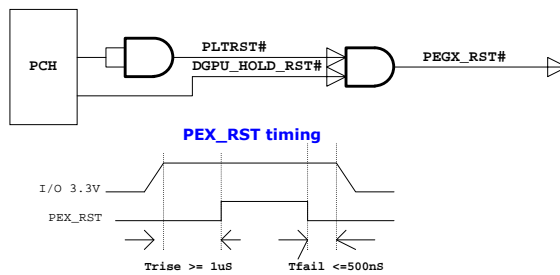 PCH
PLTRST#
DGPU_HOLD_RST#
PEGX_RST#
PEX_RST timing
I/O 3.3V
PEX_RST
Trise >= 1uS
Tfail <=500nS